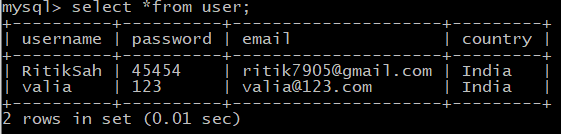 mysql> select *from user;
+----------+----------+---------------------+---------+
| username | password | email               | country |
+----------+----------+---------------------+---------+
| RitikSah | 45454    | ritik7905@gmail.com | India   |
| valia    | 123      | valia@123.com       | India   |
+----------+----------+---------------------+---------+
2 rows in set (0.01 sec)